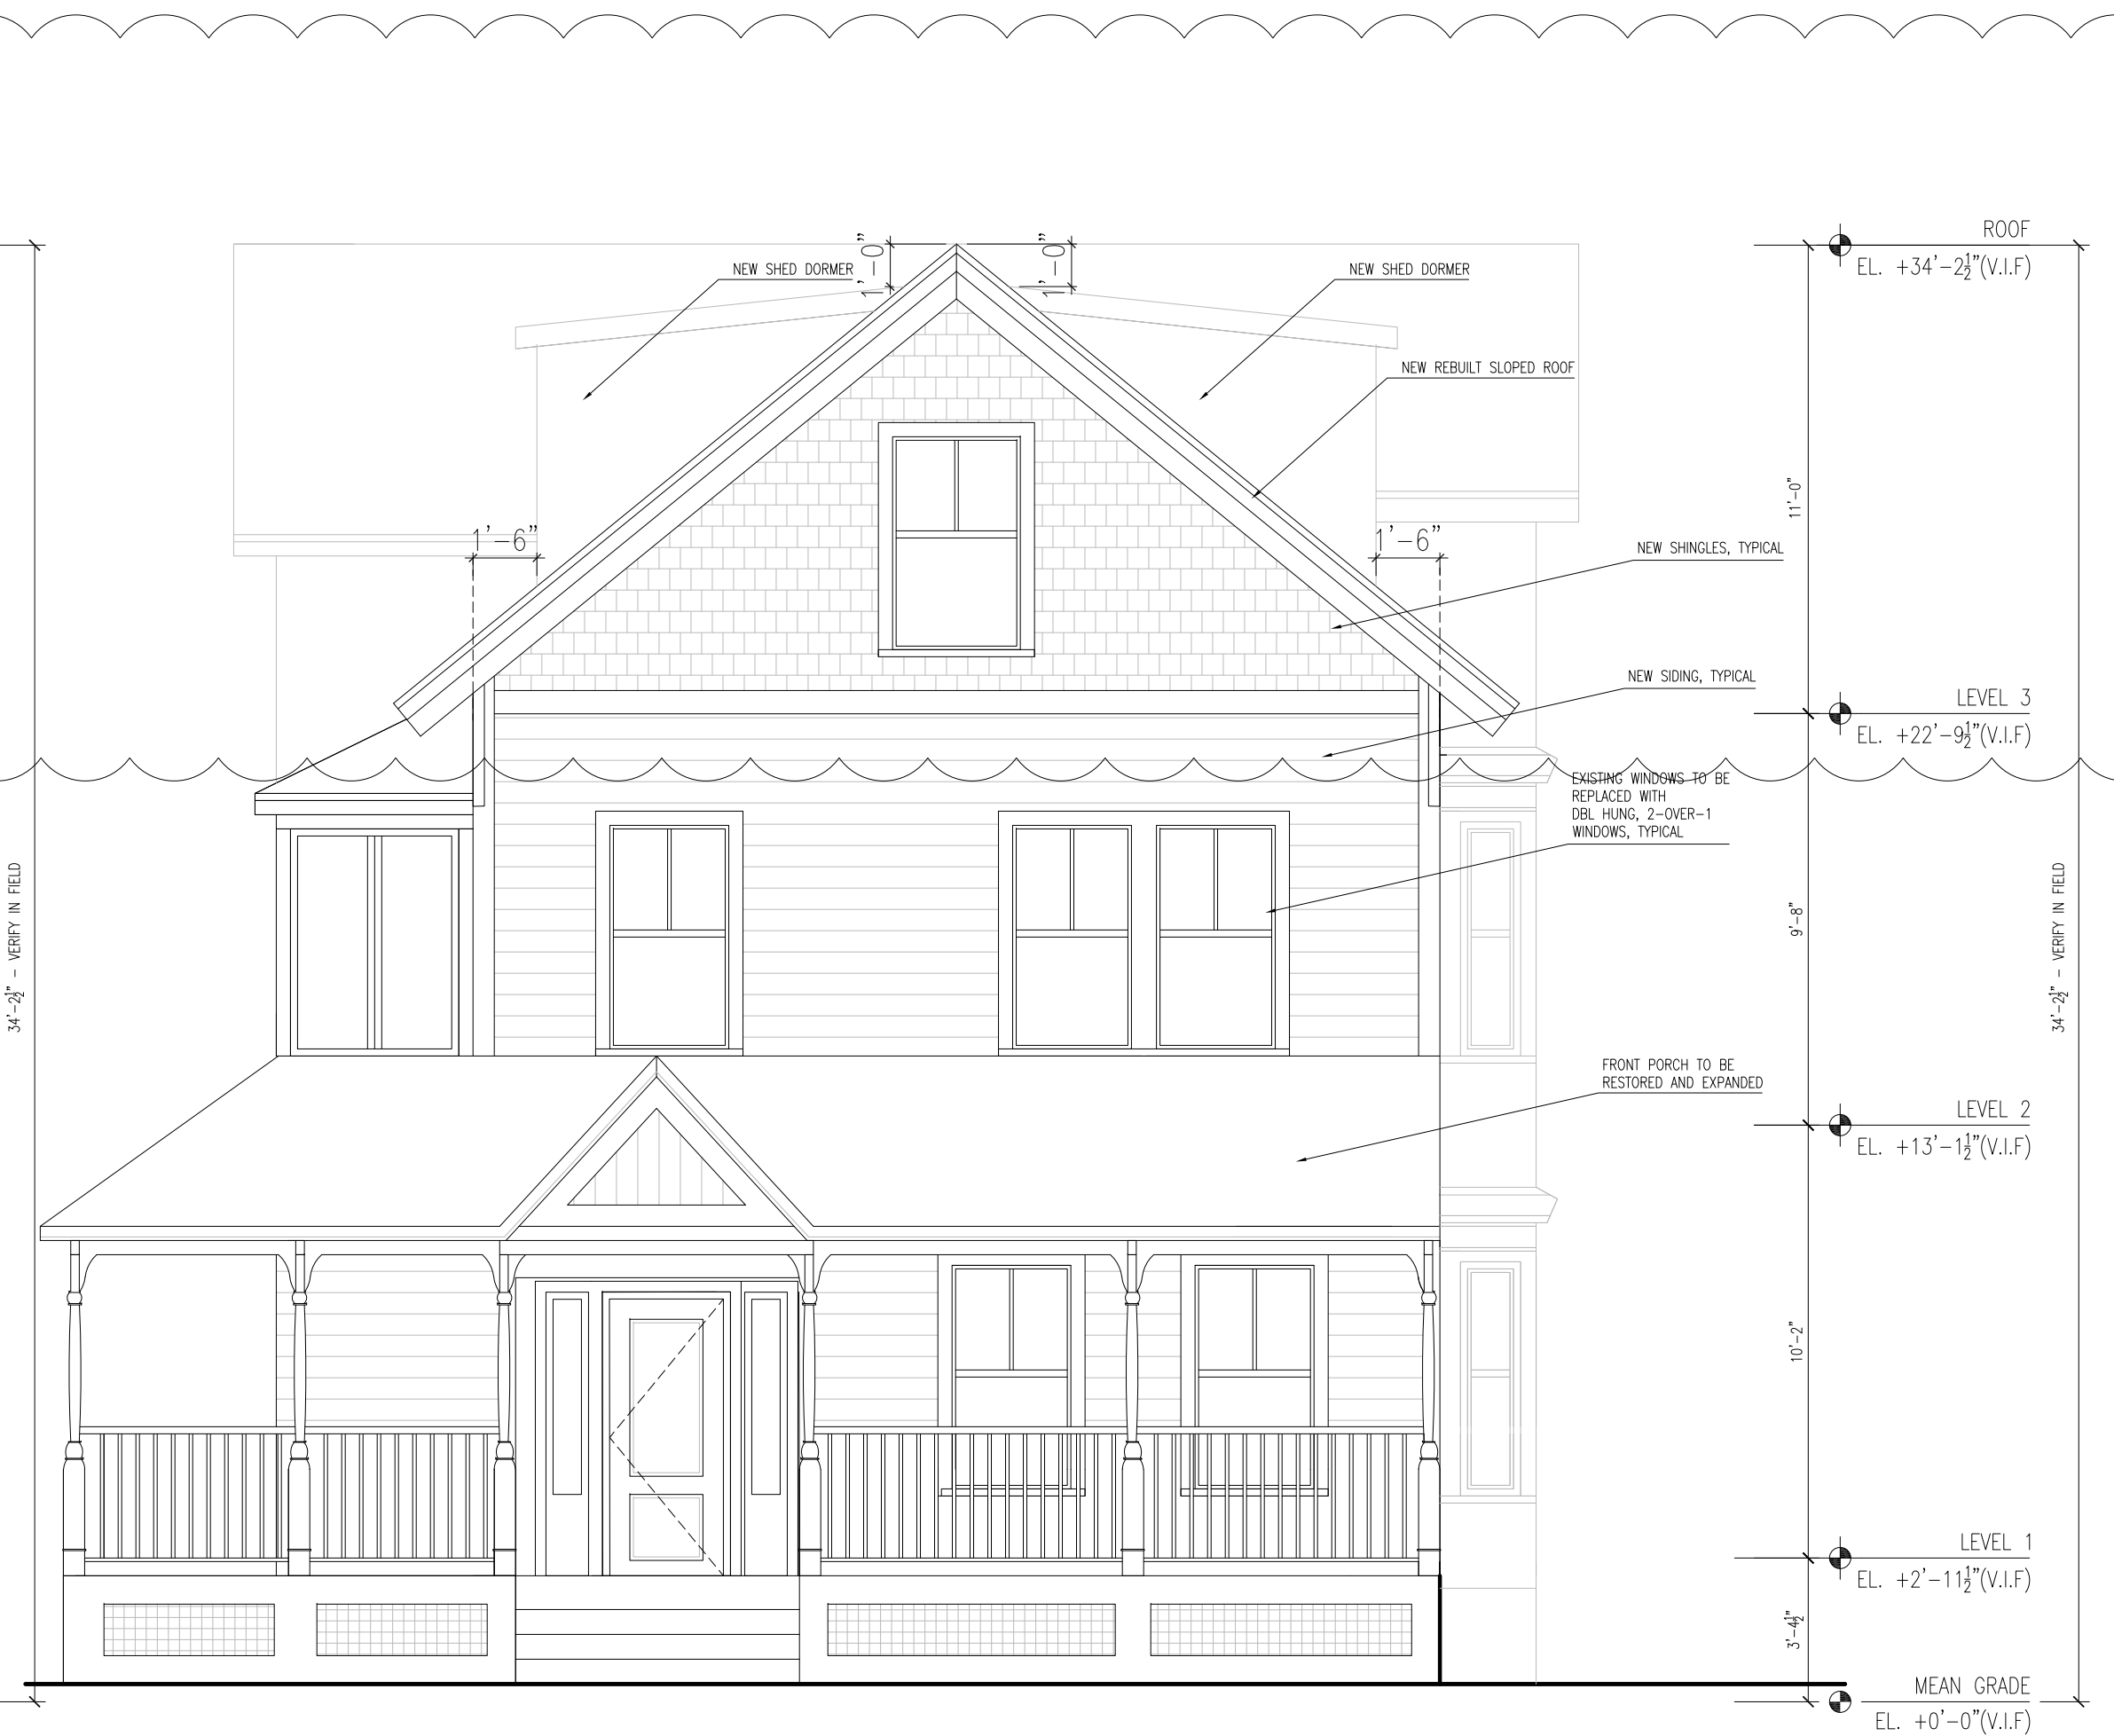 ROOF
EL. +34'-2½"(V.I.F)
1'-0"
1'-0"
NEW SHED DORMER
NEW SHED DORMER
NEW REBUILT SLOPED ROOF
11'-0"
1'-6"
1'-6"
NEW SHINGLES, TYPICAL
NEW SIDING, TYPICAL
LEVEL 3
EL. +22'-9½"(V.I.F)
EXISTING WINDOWS TO BE
REPLACED WITH
DBL HUNG, 2-OVER-1
WINDOWS, TYPICAL
34'-2½" - VERIFY IN FIELD
9'-8"
34'-2½" - VERIFY IN FIELD
FRONT PORCH TO BE
RESTORED AND EXPANDED
LEVEL 2
EL. +13'-1½"(V.I.F)
10'-2"
LEVEL 1
EL. +2'-11½"(V.I.F)
3'-4½"
MEAN GRADE
EL. +0'-0"(V.I.F)